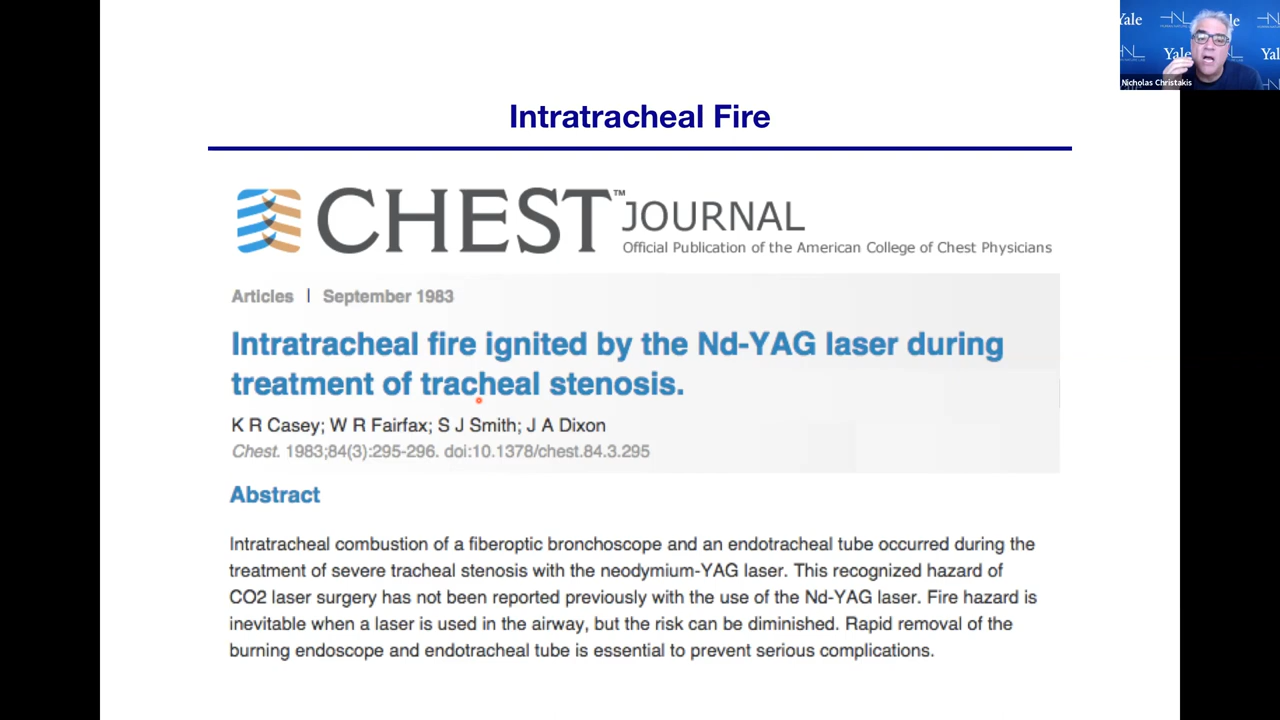 Yale
Yale
Yal
Nicholas Christakis
Intratracheal Fire
CHEST™ JOURNAL
Official Publication of the American College of Chest Physicians
Articles | September 1983
Intratracheal fire ignited by the Nd-YAG laser during
treatment of tracheal stenosis.
K R Casey; W R Fairfax; S J Smith; J A Dixon
Chest. 1983;84(3):295-296. doi:10.1378/chest.84.3.295
Abstract
Intratracheal combustion of a fiberoptic bronchoscope and an endotracheal tube occurred during the
treatment of severe tracheal stenosis with the neodymium-YAG laser. This recognized hazard of
CO2 laser surgery has not been reported previously with the use of the Nd-YAG laser. Fire hazard is
inevitable when a laser is used in the airway, but the risk can be diminished. Rapid removal of the
burning endoscope and endotracheal tube is essential to prevent serious complications.